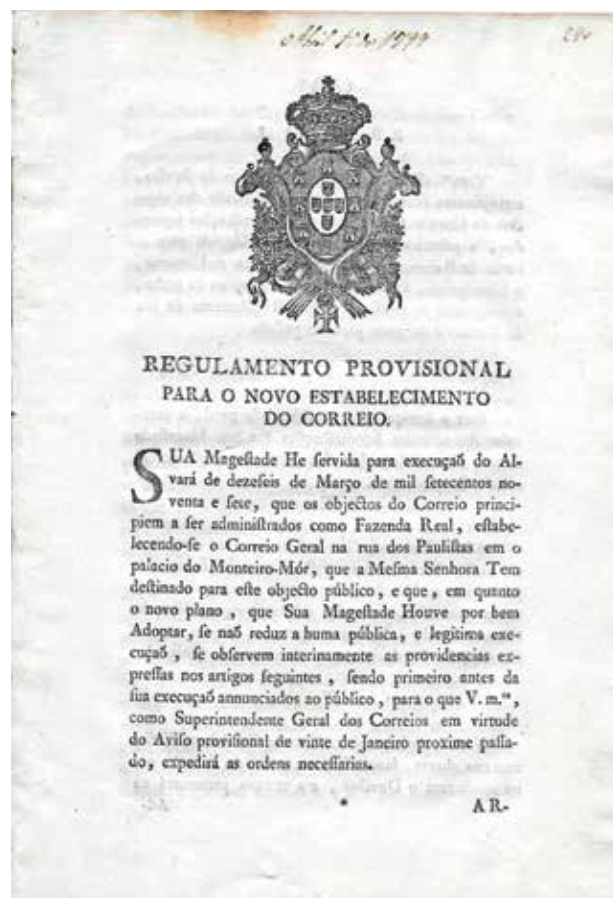 Abril 1º de 1799
REGULAMENTO PROVISIONAL
PARA O NOVO ESTABELECIMENTO
DO CORREIO.
SUA Mageſtade He ſervida para execuçaõ do Al-
vará de dezeſeis de Março de mil ſetecentos no-
venta e ſete, que os objectos do Correio princi-
piem a ſer adminiſtrados como Fazenda Real, eſtabe-
lecendo-ſe o Correio Geral na rua dos Pauliſtas em o
palacio do Monteiro-Mór, que a Meſma Senhora Tem
deſtinado para eſte objecto público, e que, em quanto
o novo plano, que Sua Mageſtade Houve por bem
Adoptar, ſe naõ reduz a huma pública, e legitima exe-
cuçaõ, ſe obſervem interinamente as providencias ex-
preſſas nos artigos ſeguintes, ſendo primeiro antes da
ſua execuçaõ annunciados ao público, para o que V. m.ce,
como Superintendente Geral dos Correios em virtude
do Aviſo proviſional de vinte de Janeiro proxime paſſa-
do, expedirá as ordens neceſſarias.
* AR-